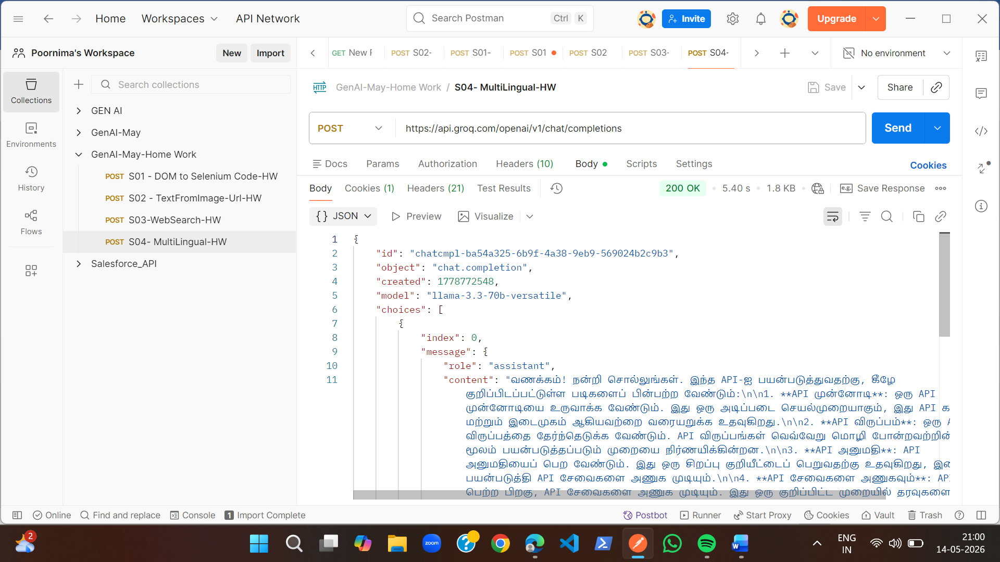 Home
Workspaces
API Network
Search Postman
Ctrl
K
Invite
Upgrade
Poornima's Workspace
New
Import
GET New
POST S02-
POST S01-
POST S01
POST S02
POST S03-
POST S04-
No environment
Collections
Environments
History
Flows
Search collections
GEN AI
GenAI-May
GenAI-May-Home Work
POST S01 - DOM to Selenium Code-HW
POST S02 - TextFromImage-Url-HW
POST S03-WebSearch-HW
POST S04- MultiLingual-HW
Salesforce_API
HTTP
GenAI-May-Home Work / S04- MultiLingual-HW
Save
Share
POST
https://api.groq.com/openai/v1/chat/completions
Send
Docs
Params
Authorization
Headers (10)
Body
Scripts
Settings
Cookies
Body
Cookies (1)
Headers (21)
Test Results
200 OK
5.40 s
1.8 KB
e.g.
Save Response
{ } JSON
Preview
Visualize
1 {
2 "id": "chatcmpl-ba54a325-6b9f-4a38-9eb9-569024b2c9b3",
3 "object": "chat.completion",
4 "created": 1778772548,
5 "model": "llama-3.3-70b-versatile",
6 "choices": [
7 {
8 "index": 0,
9 "message": {
10 "role": "assistant",
11 "content": "வணக்கம்! நன்றி சொல்லுங்கள். இந்த API-ஐ பயன்படுத்துவதற்கு, கீழே
குறிப்பிடப்பட்டுள்ள படிகளைப் பின்பற்ற வேண்டும்:\n\n1. **API முன்னோடி**: ஒரு API
முன்னோடியை உருவாக்க வேண்டும். இது ஒரு அடிப்படை செயல்முறையாகும், இது API க
மற்றும் இடைமுகம் ஆகியவற்றை வரையறுக்க உதவுகிறது.\n\n2. **API விருப்பம்**: ஒரு
விருப்பத்தை தேர்ந்தெடுக்க வேண்டும். API விருப்பங்கள் வெவ்வேறு மொழி போன்றவற்றின்
மூலம் பயன்படுத்தப்படும் முறையை நிர்ணயிக்கின்றன.\n\n3. **API அனுமதி**: API
அனுமதியைப் பெற வேண்டும். இது ஒரு சிறப்பு குறியீட்டைப் பெறுவதற்கு உதவுகிறது,
பயன்படுத்தி API சேவைகளை அணுக முடியும்.\n\n4. **API சேவைகளை அணுகவும்**: API
பெற்ற பிறகு, API சேவைகளை அணுக முடியும். இது ஒரு குறிப்பிட்ட முறையில் தரவுகளை
Online
Find and replace
Console
1 Import Complete
Postbot
Runner
Start Proxy
Cookies
Vault
Trash
2
zoom
ENG
IN
21:00
14-05-2026